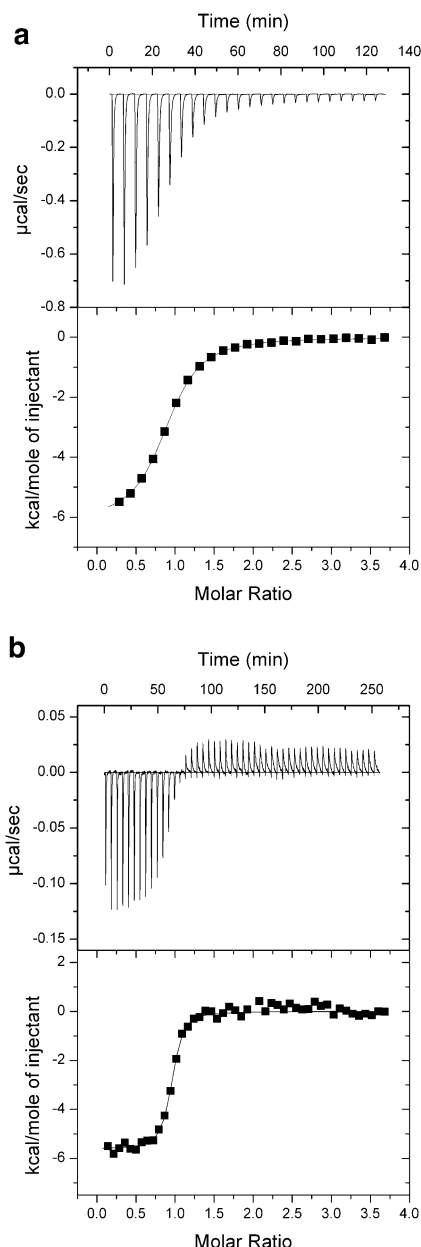 a
Time (min)
0 20 40 60 80 100 120 140
0.0
-0.2
-0.4
-0.6
-0.8
µcal/sec
0
-2
-4
-6
kcal/mole of injectant
0.0 0.5 1.0 1.5 2.0 2.5 3.0 3.5 4.0
Molar Ratio
b
Time (min)
0 50 100 150 200 250
0.05
0.00
-0.05
-0.10
-0.15
µcal/sec
2
0
-2
-4
-6
kcal/mole of injectant
0.0 0.5 1.0 1.5 2.0 2.5 3.0 3.5 4.0
Molar Ratio